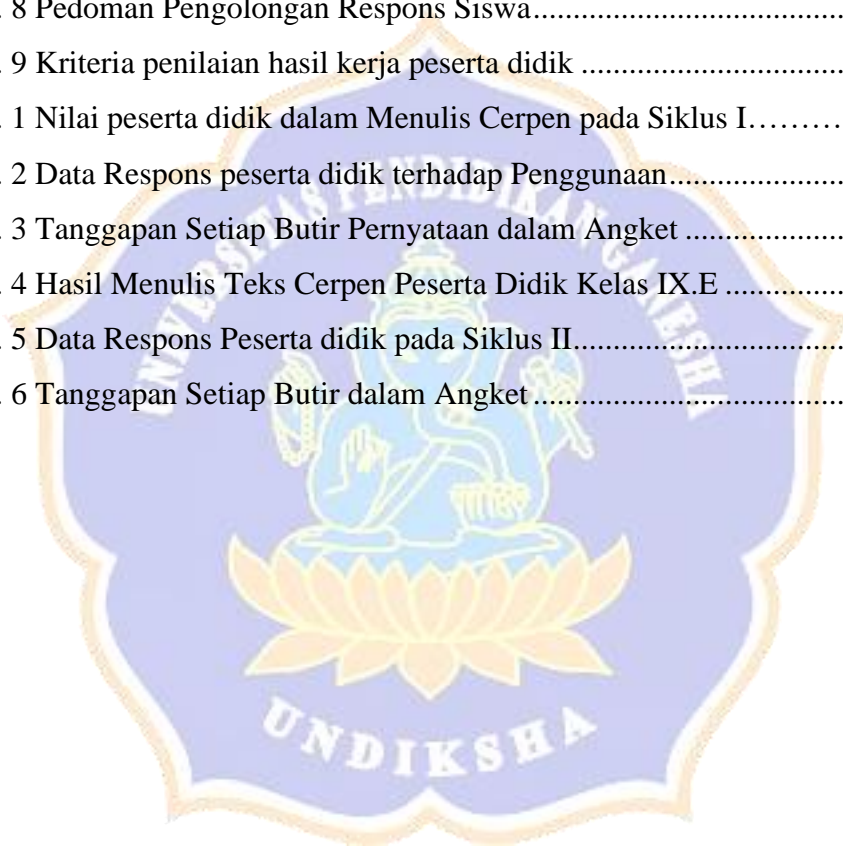 . 8 Pedoman Pengolongan Respons Siswa.......................................
. 9 Kriteria penilaian hasil kerja peserta didik .................................
. 1 Nilai peserta didik dalam Menulis Cerpen pada Siklus I………
. 2 Data Respons peserta didik terhadap Penggunaan......................
. 3 Tanggapan Setiap Butir Pernyataan dalam Angket ....................
. 4 Hasil Menulis Teks Cerpen Peserta Didik Kelas IX.E ...............
. 5 Data Respons Peserta didik pada Siklus II..................................
. 6 Tanggapan Setiap Butir dalam Angket.......................................
UNIVERSITAS PENDIDIKAN GANESHA
UNDIKSHA